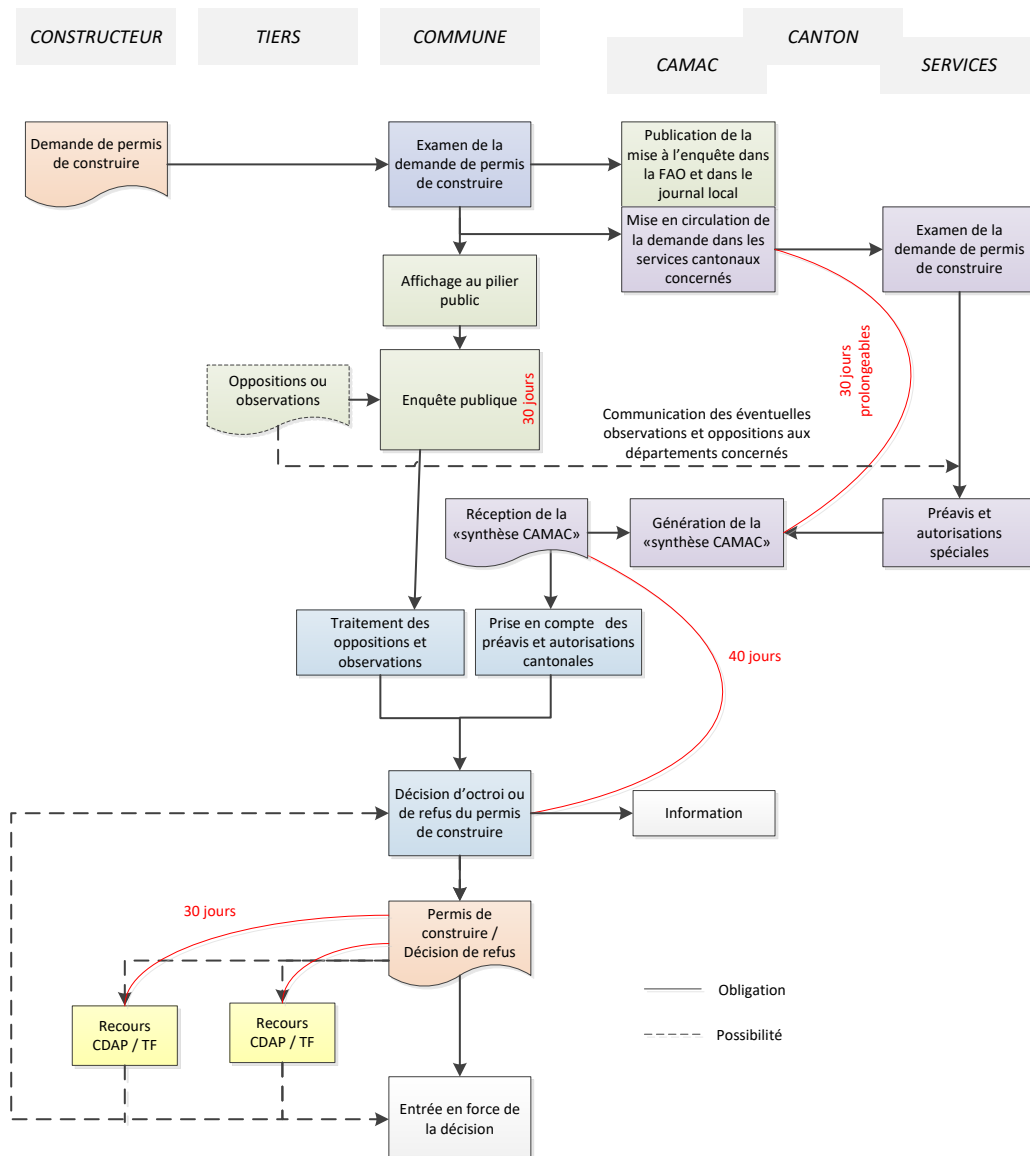 CONSTRUCTEUR
TIERS
COMMUNE
CANTON
CAMAC
SERVICES
Demande de permis
de construire
Examen de la
demande de permis
de construire
Publication de la
mise à l'enquête dans
la FAO et dans le
journal local
Mise en circulation de
la demande dans les
services cantonaux
concernés
Examen de la
demande de permis
de construire
Affichage au pilier
public
Oppositions ou
observations
Enquête publique
30 jours
30 jours
prolongeables
Communication des éventuelles
observations et oppositions aux
départements concernés
Réception de la
«synthèse CAMAC»
Génération de la
«synthèse CAMAC»
Préavis et
autorisations
spéciales
Traitement des
oppositions et
observations
Prise en compte des
préavis et autorisations
cantonales
40 jours
Décision d'octroi ou
de refus du permis
de construire
Information
30 jours
Permis de
construire /
Décision de refus
Recours
CDAP / TF
Recours
CDAP / TF
Obligation
Possibilité
Entrée en force de
la décision